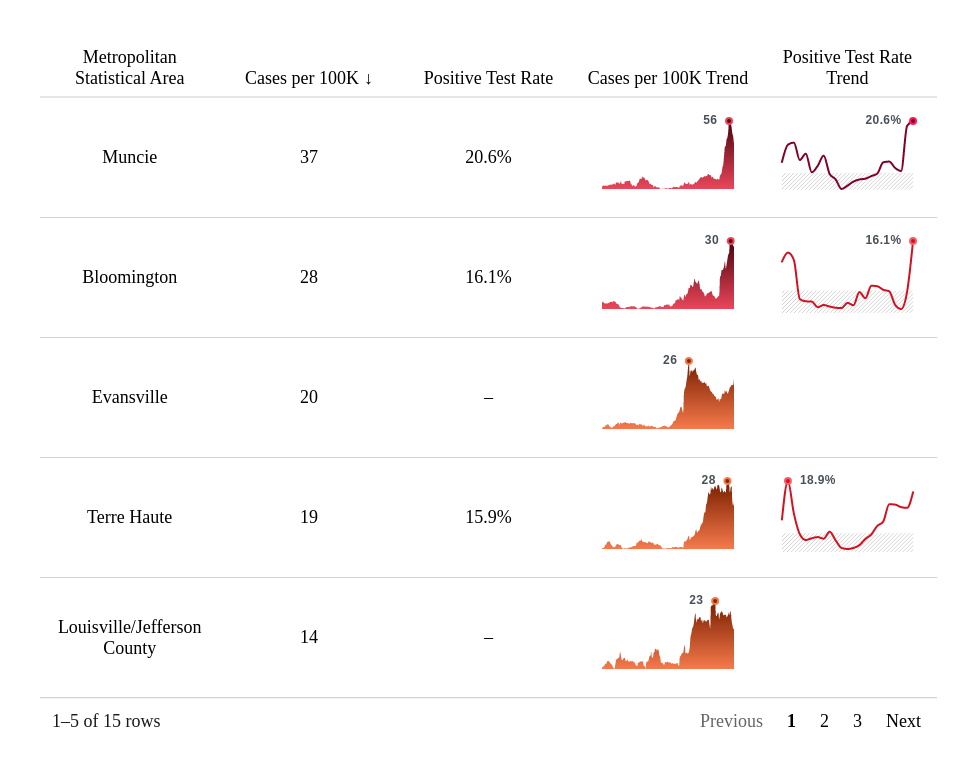 Metropolitan
Statistical Area
Cases per 100K ↓
Positive Test Rate
Cases per 100K Trend
Positive Test Rate
Trend
Muncie
37
20.6%
56
20.6%
Bloomington
28
16.1%
30
16.1%
Evansville
20
–
26
Terre Haute
19
15.9%
28
18.9%
Louisville/Jefferson
County
14
–
23
1–5 of 15 rows
Previous 1 2 3 Next